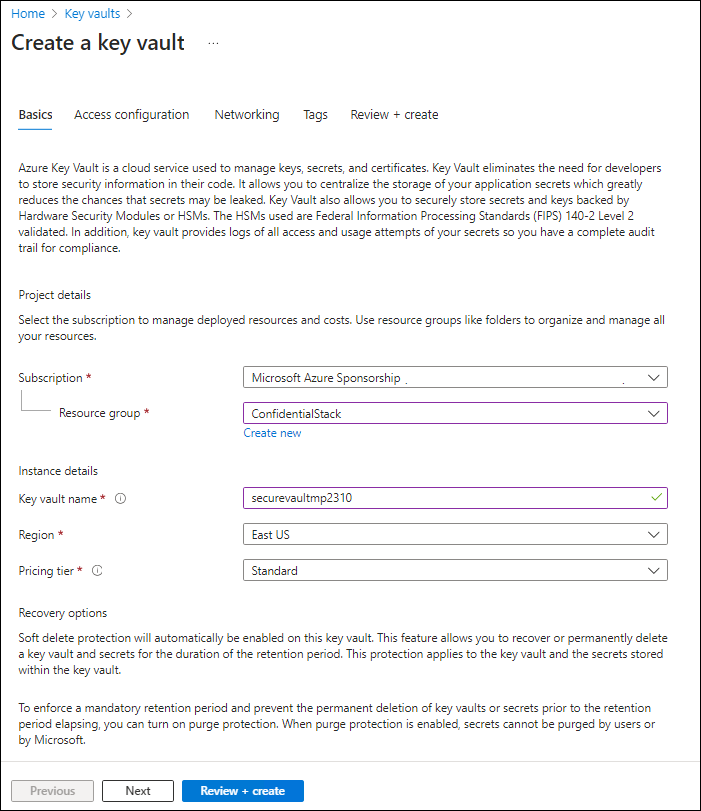 Home > Key vaults >
Create a key vault ...
Basics Access configuration Networking Tags Review + create
Azure Key Vault is a cloud service used to manage keys, secrets, and certificates. Key Vault eliminates the need for developers
to store security information in their code. It allows you to centralize the storage of your application secrets which greatly
reduces the chances that secrets may be leaked. Key Vault also allows you to securely store secrets and keys backed by
Hardware Security Modules or HSMs. The HSMs used are Federal Information Processing Standards (FIPS) 140-2 Level 2
validated. In addition, key vault provides logs of all access and usage attempts of your secrets so you have a complete audit
trail for compliance.
Project details
Select the subscription to manage deployed resources and costs. Use resource groups like folders to organize and manage all
your resources.
Subscription * Microsoft Azure Sponsorship
Resource group * ConfidentialStack
Create new
Instance details
Key vault name * securevaultmp2310
Region * East US
Pricing tier * Standard
Recovery options
Soft delete protection will automatically be enabled on this key vault. This feature allows you to recover or permanently delete
a key vault and secrets for the duration of the retention period. This protection applies to the key vault and the secrets stored
within the key vault.
To enforce a mandatory retention period and prevent the permanent deletion of key vaults or secrets prior to the retention
period elapsing, you can turn on purge protection. When purge protection is enabled, secrets cannot be purged by users or
by Microsoft.
Previous Next Review + create